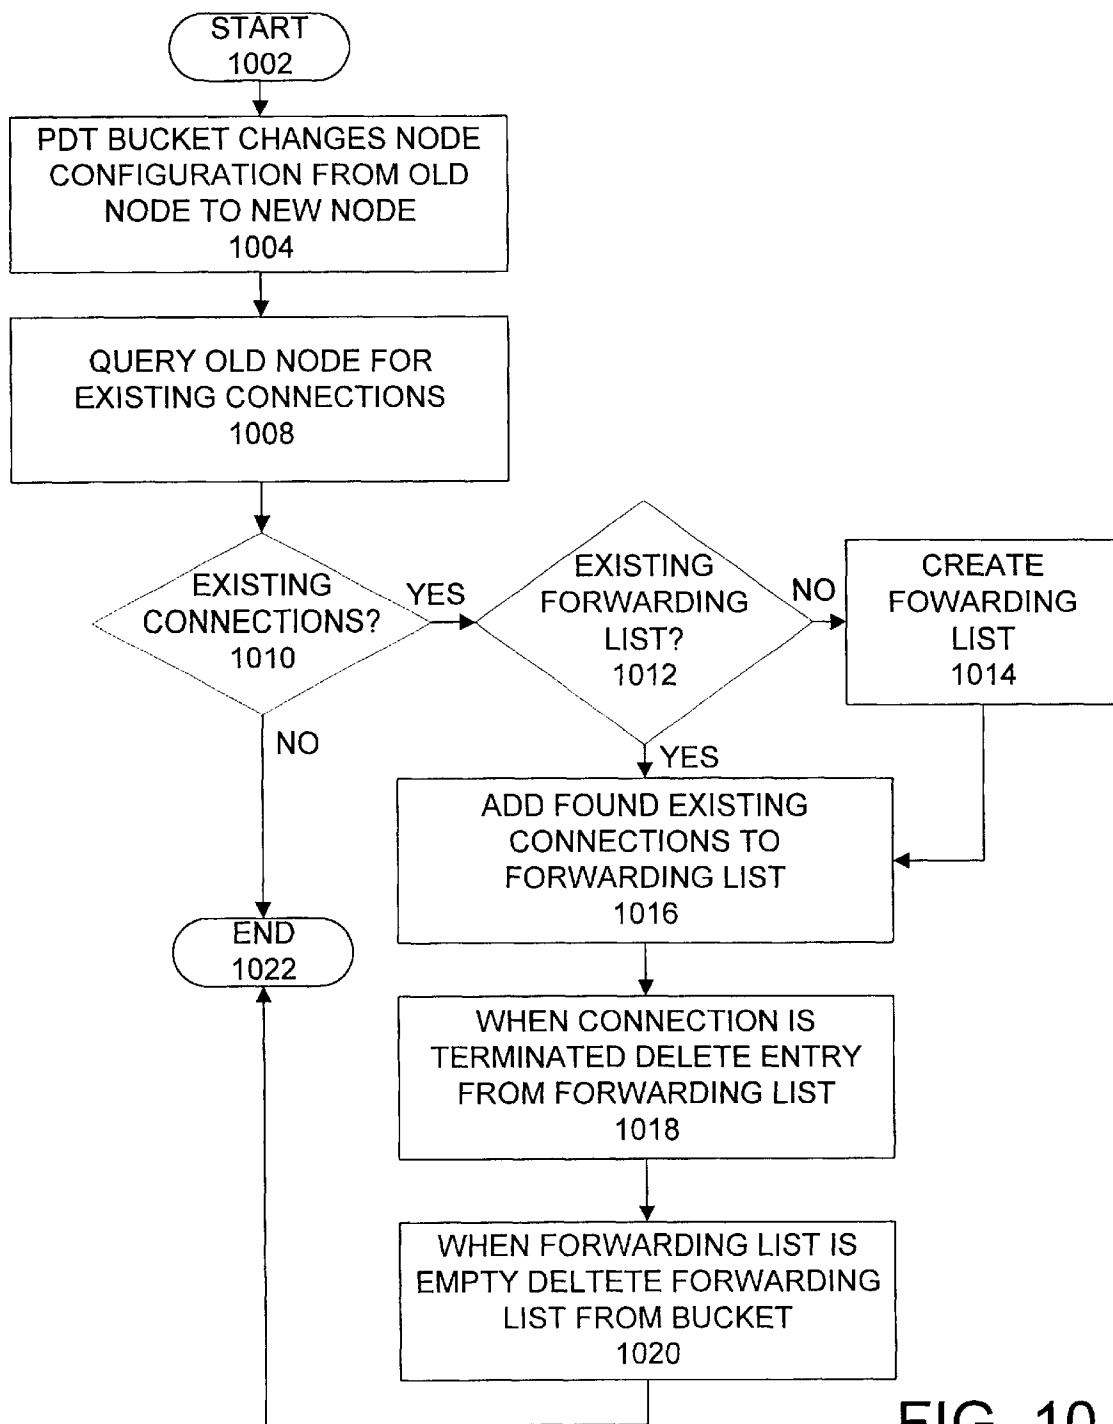 START
1002
PDT BUCKET CHANGES NODE
CONFIGURATION FROM OLD
NODE TO NEW NODE
1004
QUERY OLD NODE FOR
EXISTING CONNECTIONS
1008
EXISTING
CONNECTIONS?
1010
YES
NO
EXISTING
FORWARDING
LIST?
1012
NO
YES
CREATE
FOWARDING
LIST
1014
ADD FOUND EXISTING
CONNECTIONS TO
FORWARDING LIST
1016
END
1022
WHEN CONNECTION IS
TERMINATED DELETE ENTRY
FROM FORWARDING LIST
1018
WHEN FORWARDING LIST IS
EMPTY DELTETE FORWARDING
LIST FROM BUCKET
1020
FIG. 10